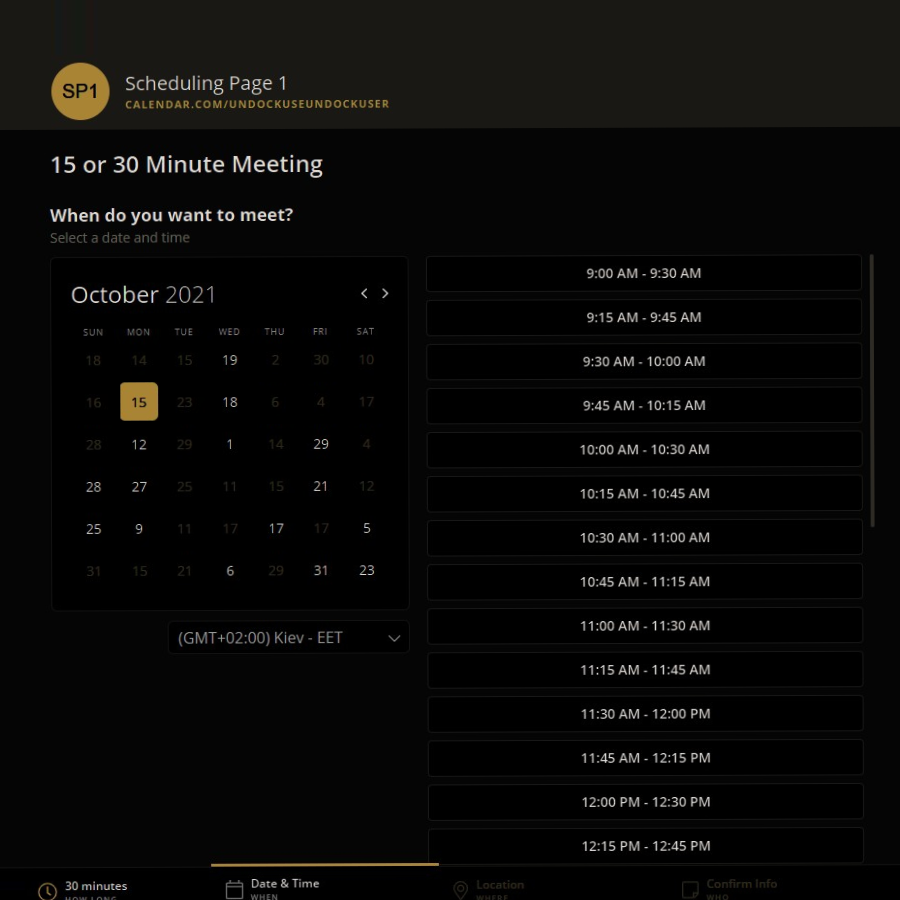 SP1
Scheduling Page 1
CALENDAR.COM/UNDOCKUSEUNDOCKUSER
15 or 30 Minute Meeting
When do you want to meet?
Select a date and time
October 2021
SUN MON TUE WED THU FRI SAT
18 14 15 19 2 30 10
16 15 23 18 6 4 17
28 12 29 1 14 29 4
28 27 25 11 15 21 12
25 9 11 17 17 17 5
31 15 21 6 29 31 23
(GMT+02:00) Kiev - EET
9:00 AM - 9:30 AM
9:15 AM - 9:45 AM
9:30 AM - 10:00 AM
9:45 AM - 10:15 AM
10:00 AM - 10:30 AM
10:15 AM - 10:45 AM
10:30 AM - 11:00 AM
10:45 AM - 11:15 AM
11:00 AM - 11:30 AM
11:15 AM - 11:45 AM
11:30 AM - 12:00 PM
11:45 AM - 12:15 PM
12:00 PM - 12:30 PM
12:15 PM - 12:45 PM
30 minutes
HOW LONG
Date & Time
WHEN
Location
WHERE
Confirm Info
WHO